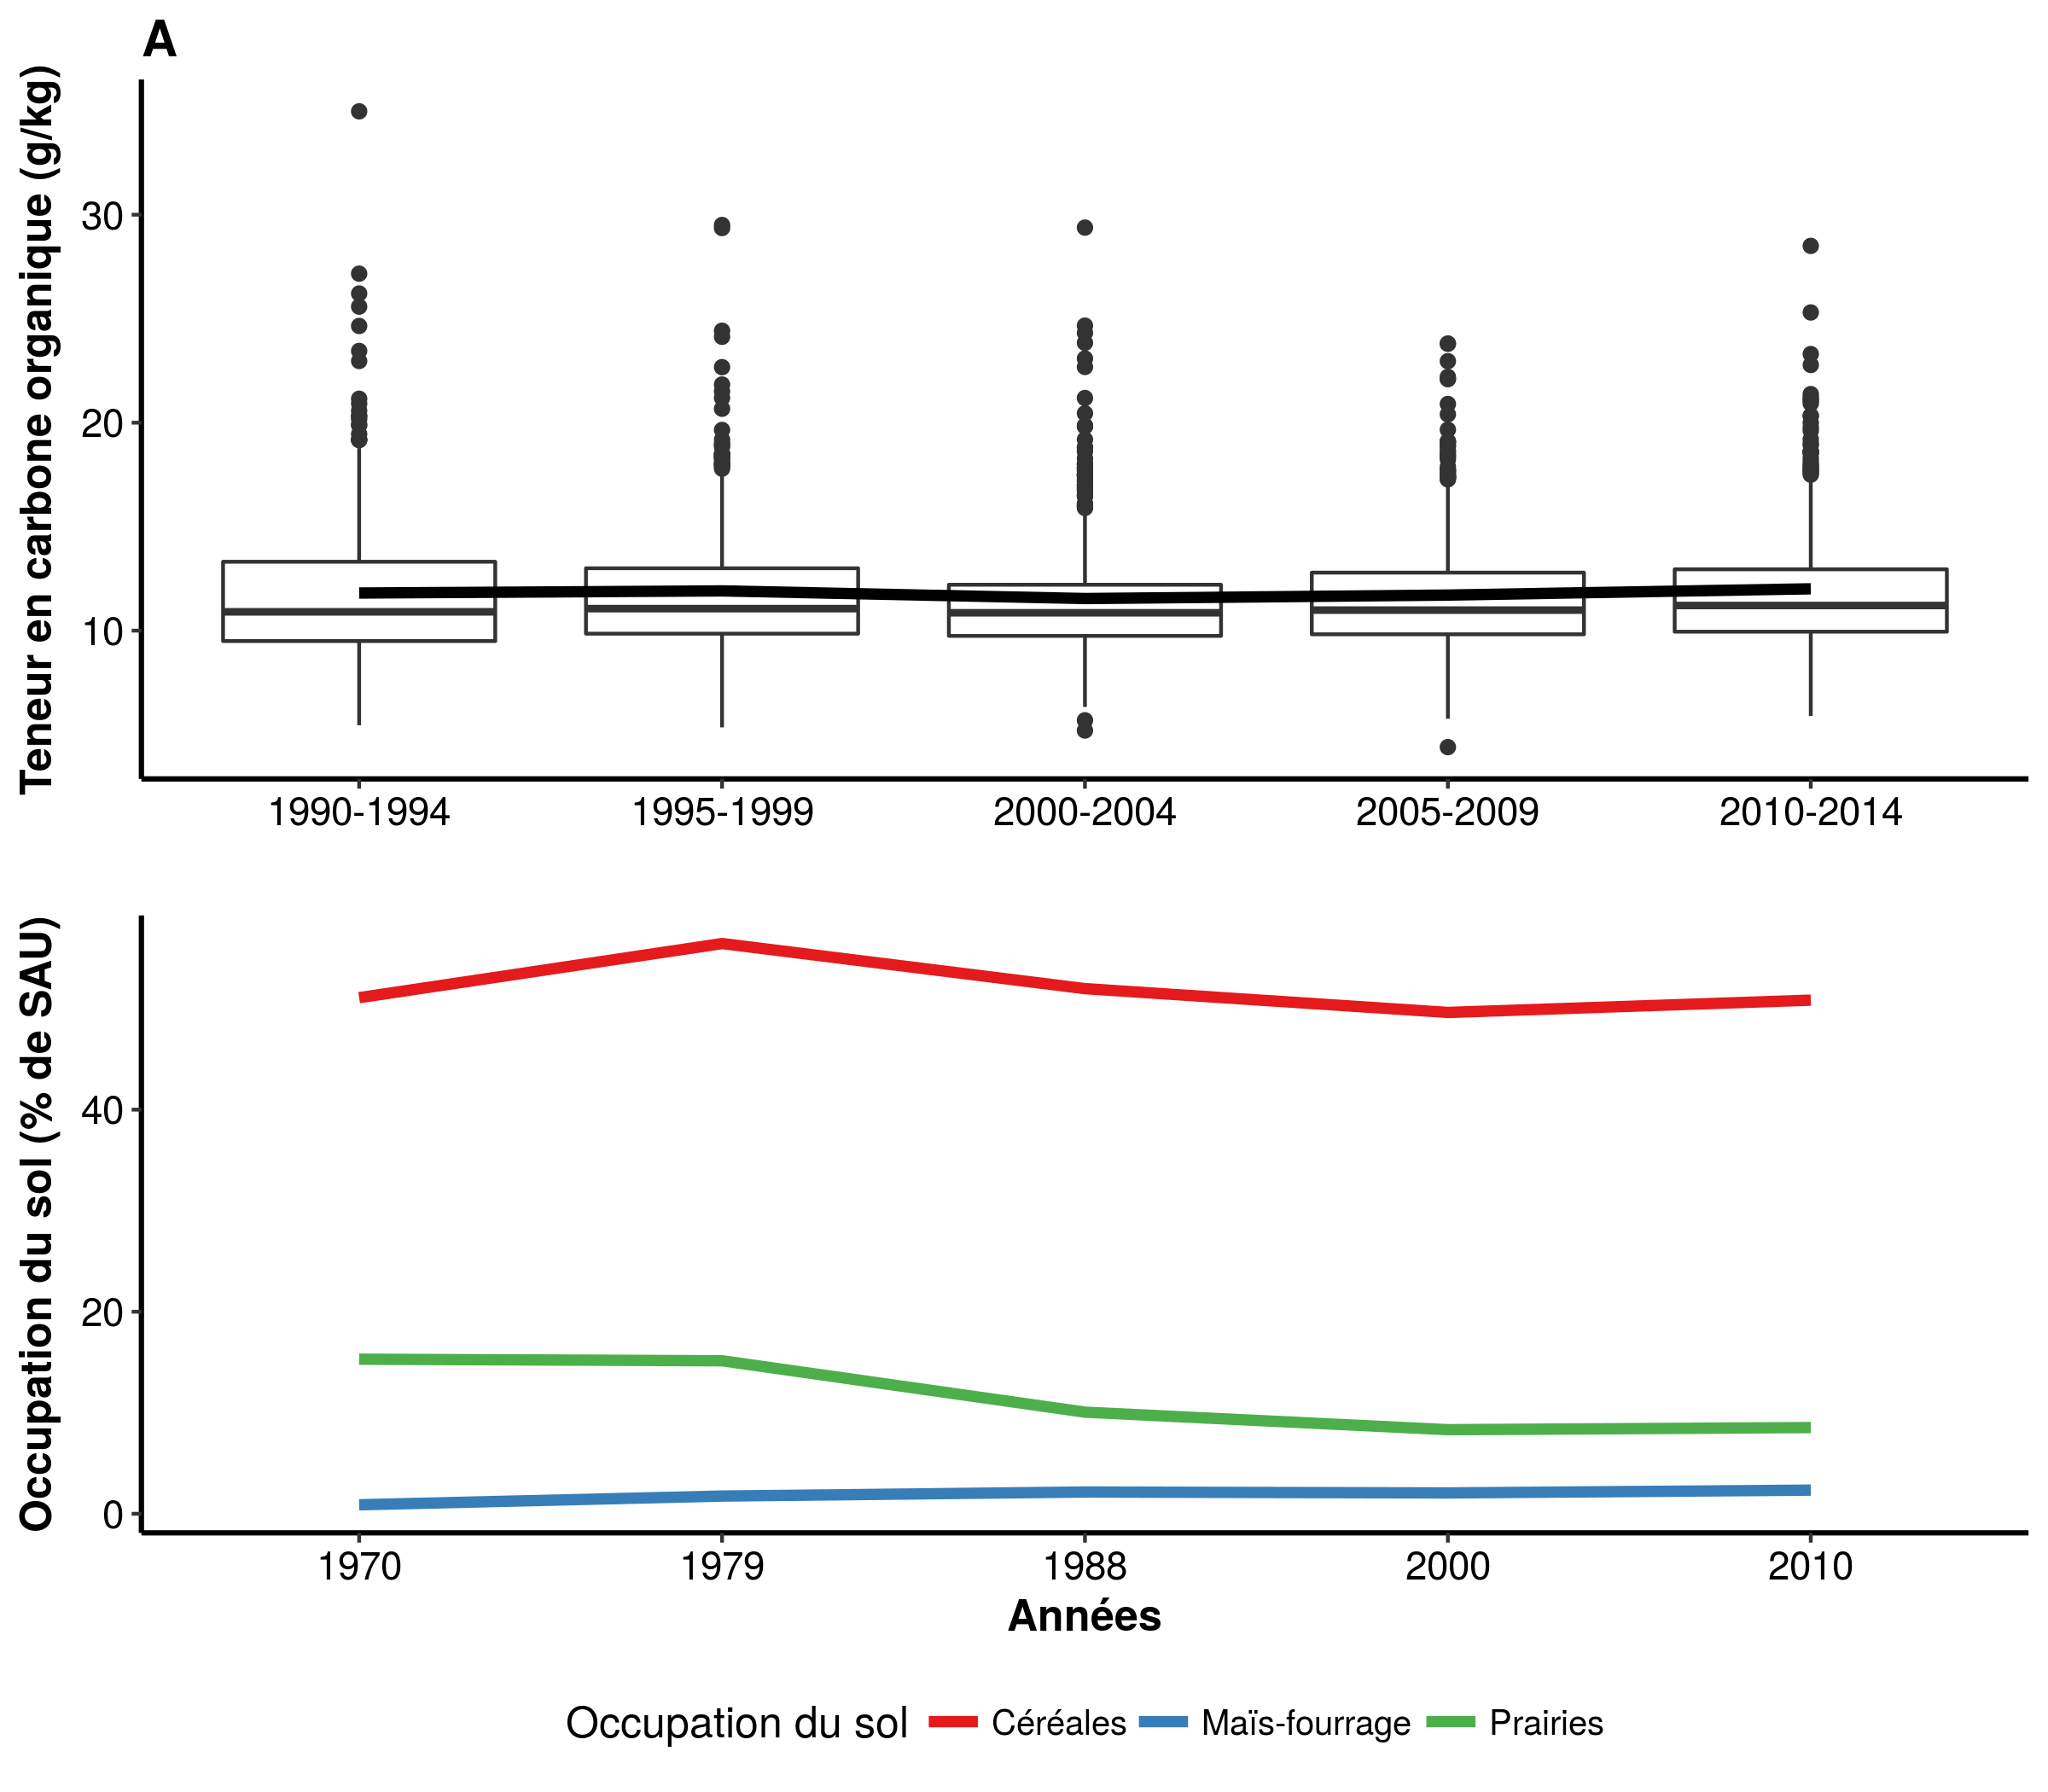 A
Teneur en carbone organique (g/kg)
30
20
10
1990-1994 1995-1999 2000-2004 2005-2009 2010-2014
Occupation du sol (% de SAU)
40
20
0
1970 1979 1988 2000 2010
Années
Occupation du sol Céréales Maïs-fourrage Prairies